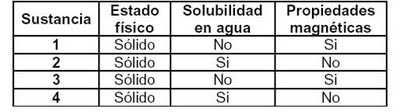 Sustancia Estado físico Solubilidad en agua Propiedades magnéticas
1 Sólido No Si
2 Sólido Si No
3 Sólido No Si
4 Sólido Si No